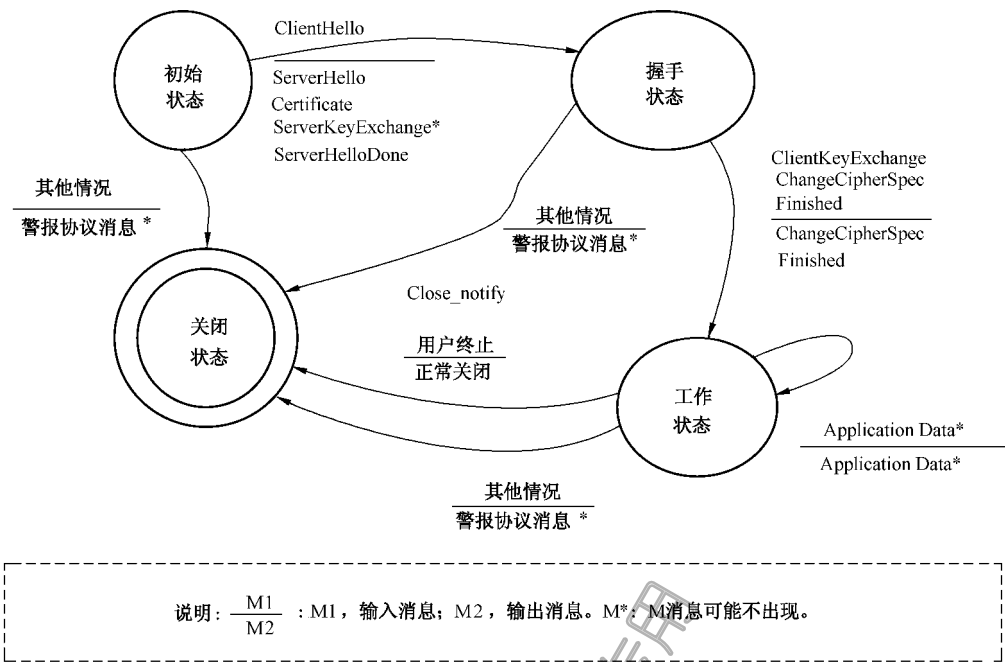 初始
状态
ClientHello
ServerHello
Certificate
ServerKeyExchange*
ServerHelloDone
握手
状态
ClientKeyExchange
ChangeCipherSpec
Finished
ChangeCipherSpec
Finished
其他情况
警报协议消息*
其他情况
警报协议消息*
Close_notify
用户终止
正常关闭
关闭
状态
工作
状态
Application Data*
Application Data*
其他情况
警报协议消息*
说明: M1
M2
: M1, 输入消息; M2, 输出消息。M*: M消息可能不出现。